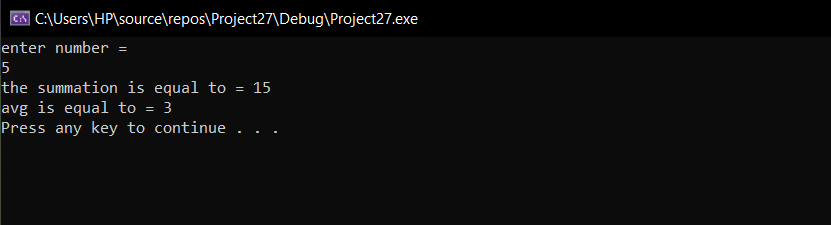 C:\Users\HP\source\repos\Project27\Debug\Project27.exe
enter number =
5
the summation is equal to = 15
avg is equal to = 3
Press any key to continue . . .